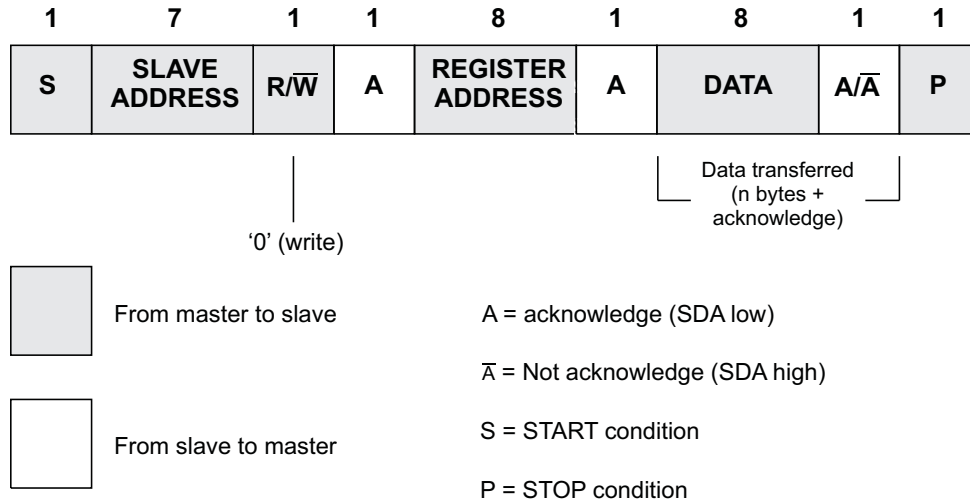 1 7 1 1 8 1 8 1 1
S SLAVE ADDRESS R/W̅ A REGISTER ADDRESS A DATA A/A̅ P
Data transferred
(n bytes +
acknowledge)
‘0’ (write)
From master to slave
A = acknowledge (SDA low)
A̅ = Not acknowledge (SDA high)
From slave to master
S = START condition
P = STOP condition